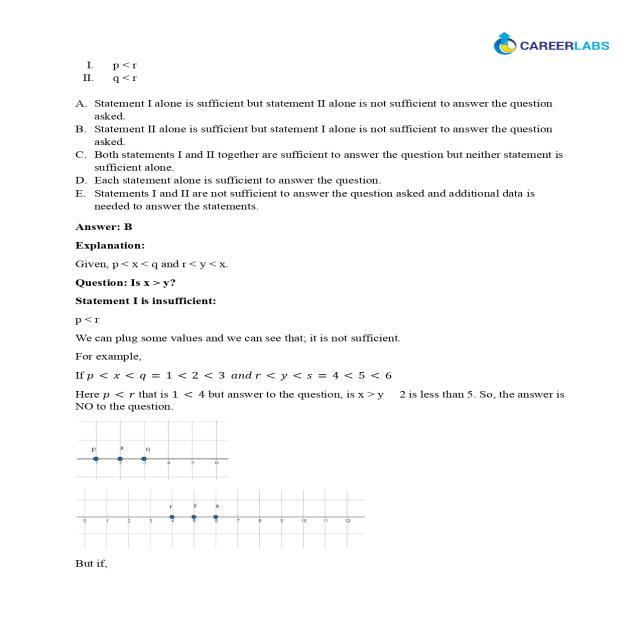 CAREERLABS
I. p < r
II. q < r
A. Statement I alone is sufficient but statement II alone is not sufficient to answer the question
asked.
B. Statement II alone is sufficient but statement I alone is not sufficient to answer the question
asked.
C. Both statements I and II together are sufficient to answer the question but neither statement is
sufficient alone.
D. Each statement alone is sufficient to answer the question.
E. Statements I and II are not sufficient to answer the question asked and additional data is
needed to answer the statements.
Answer: B
Explanation:
Given, p < x < q and r < y < x.
Question: Is x > y?
Statement I is insufficient:
p < r
We can plug some values and we can see that; it is not sufficient.
For example,
If p < x < q = 1 < 2 < 3 and r < y < s = 4 < 5 < 6
Here p < r that is 1 < 4 but answer to the question, is x > y 2 is less than 5. So, the answer is
NO to the question.
p x q
1 2 3 4 5 6
r y s
0 1 2 3 4 5 6 7 8 9 10 11 12
But if,